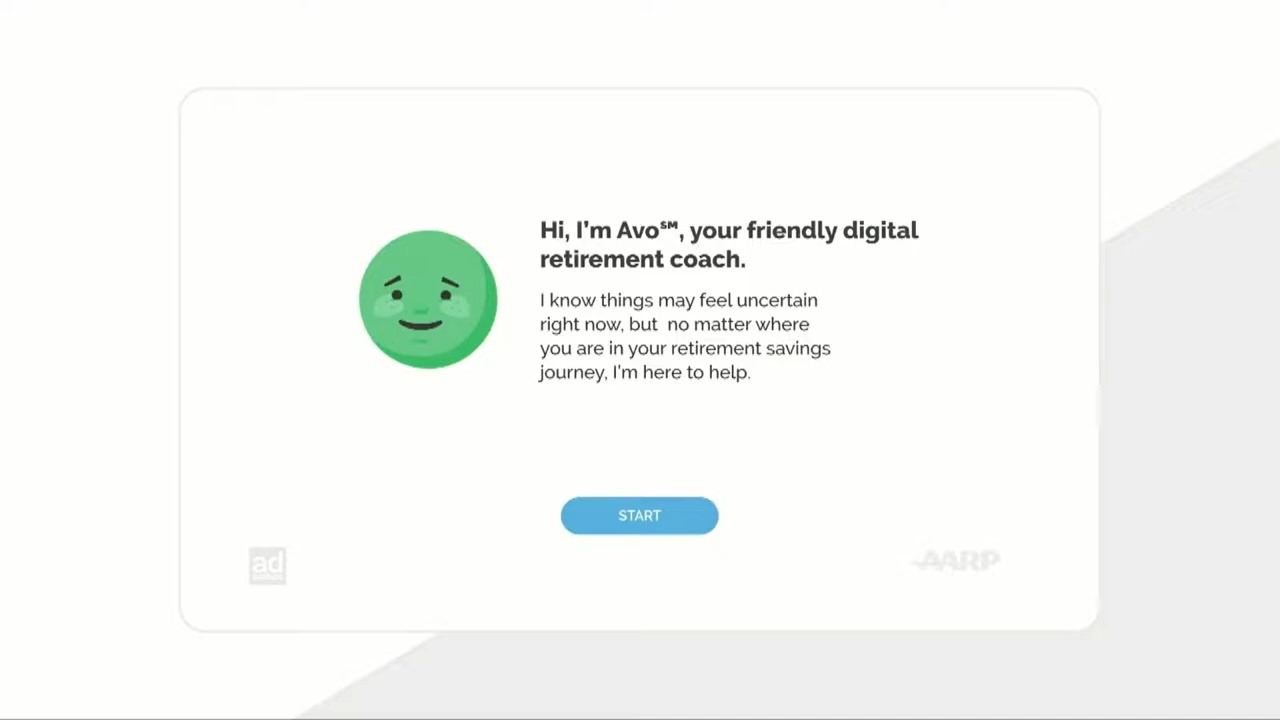 Hi, I'm Avo℠, your friendly digital
retirement coach.
I know things may feel uncertain
right now, but no matter where
you are in your retirement savings
journey, I'm here to help.
START
ad
AARP